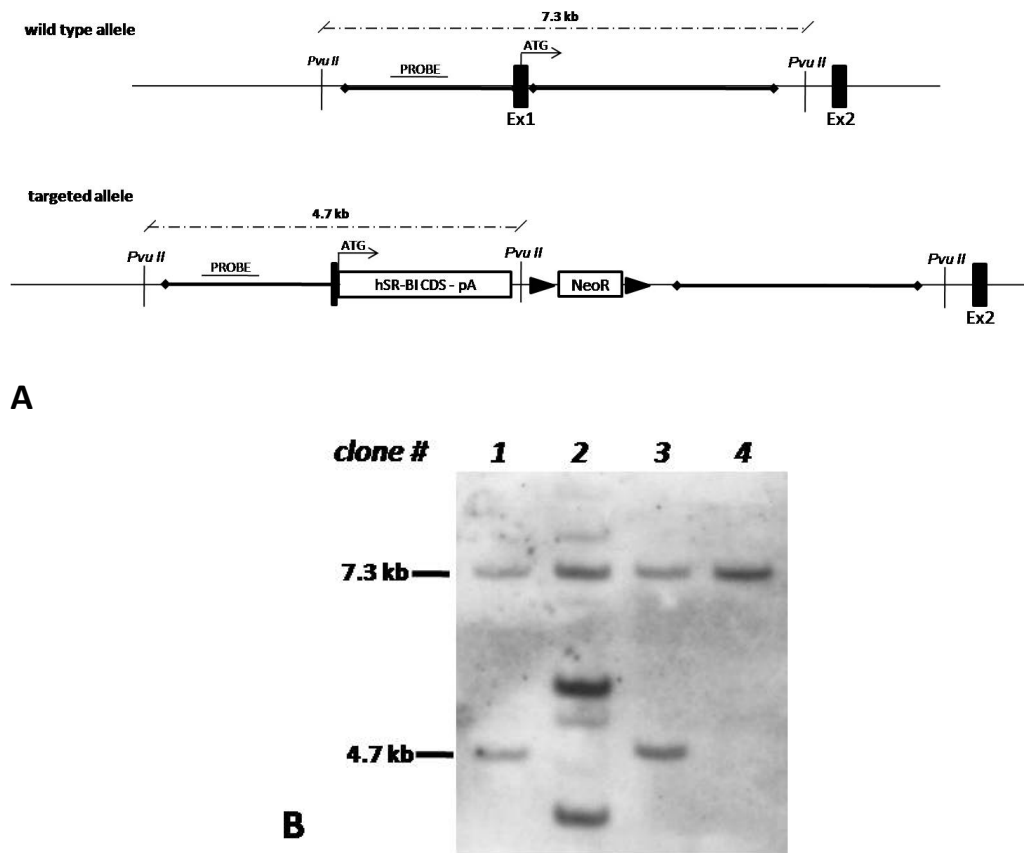 7.3 kb
wild type allele
ATG
Pvu II
PROBE
Pvu II
Ex1
Ex2
targeted allele
4.7 kb
ATG
Pvu II
PROBE
Pvu II
Pvu II
hSR-BI CDS - pA
NeoR
Ex2
A
clone # 1 2 3 4
7.3 kb
4.7 kb
B